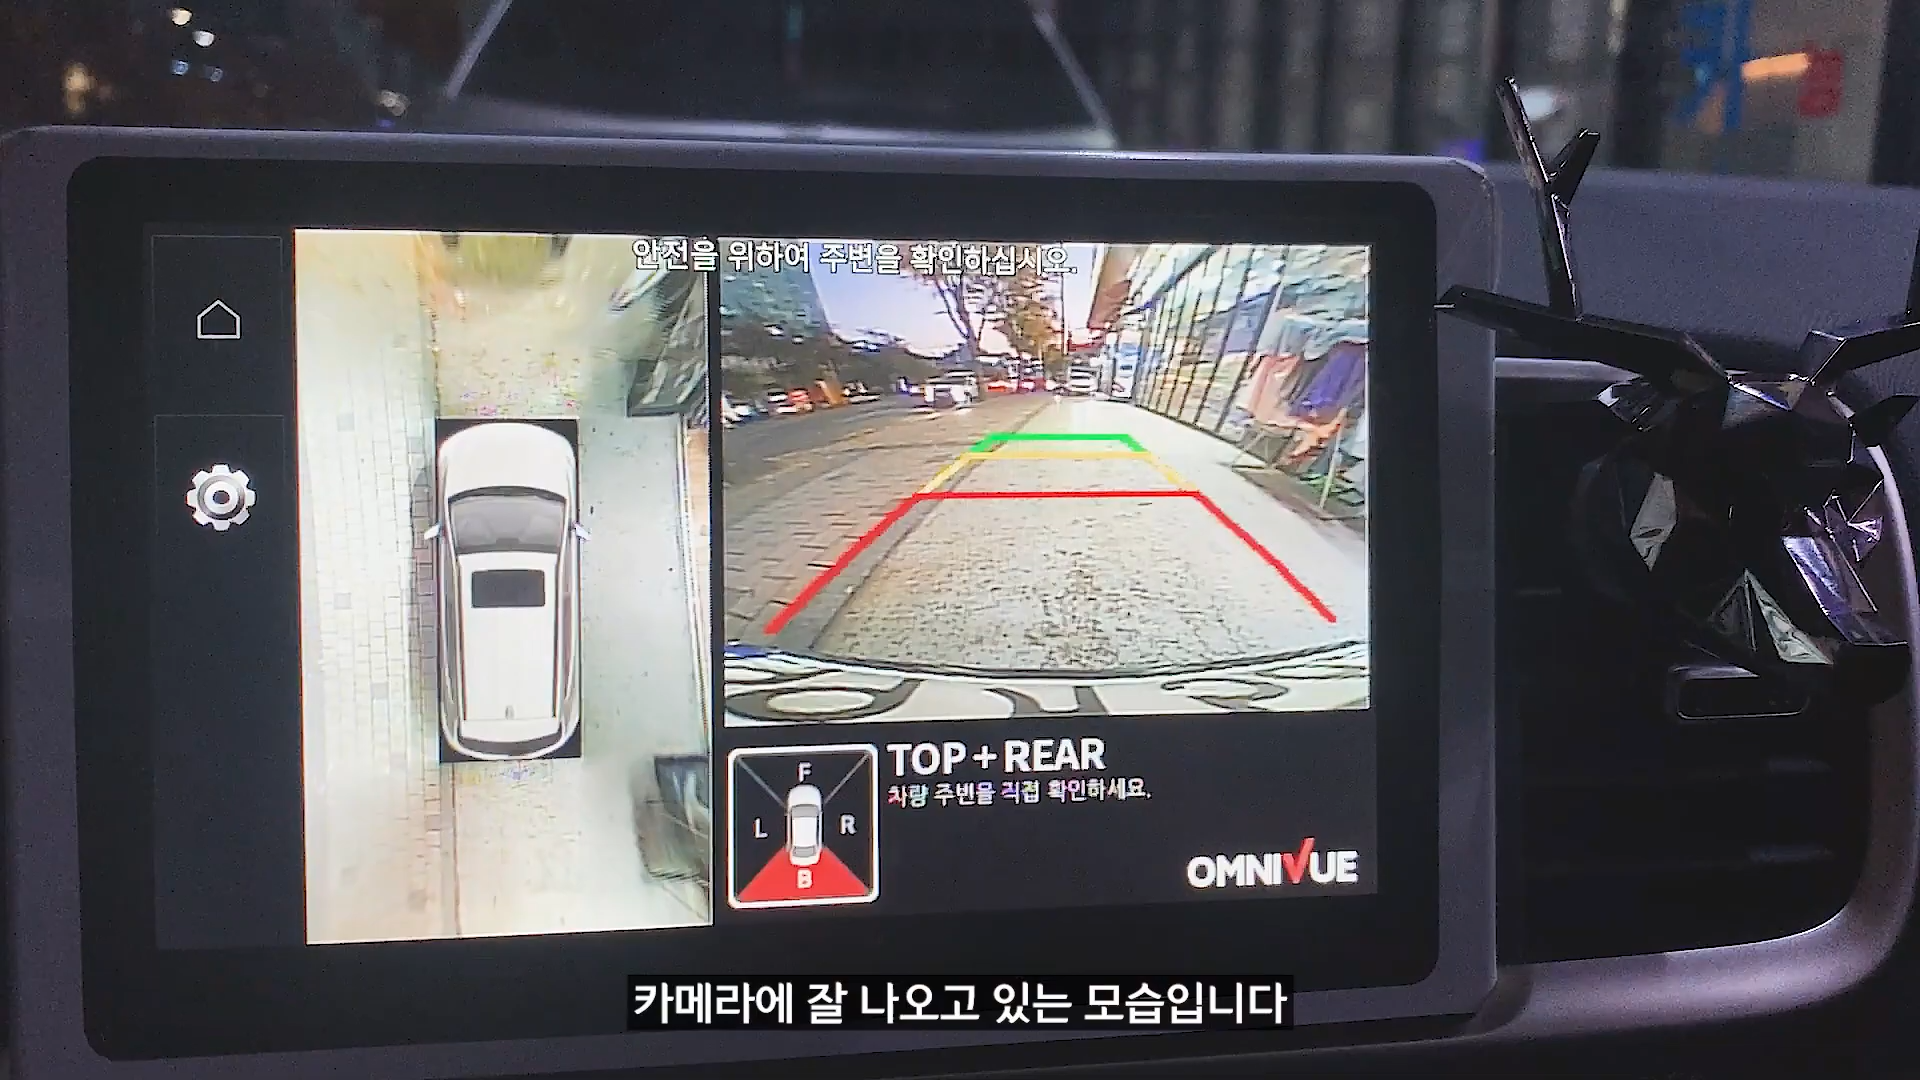 안전을 위하여 주변을 확인하십시오.
F
L
R
B
TOP+REAR
차량 주변을 직접 확인하세요.
OMNIVUE
카메라에 잘 나오고 있는 모습입니다